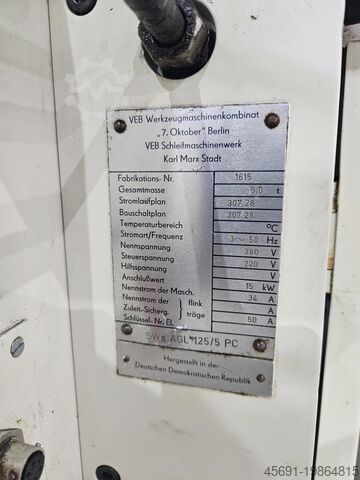 VEB Werkzeugmaschinenkombinat
„7. Oktober" Berlin
VEB Schleifmaschinenwerk
Karl Marx Stadt
Fabrikations-Nr. 1615
Gesamtmasse 6,0 t
Stromlaufplan 307.28
Bauschaltplan 307.28
Temperaturbereich °C
Stromart/Frequenz 3~ 50 Hz
Nennspannung 380 V
Steuerspannung 220 V
Hilfsspannung V
Anschlußwert 15 kW
Nennstrom der Masch. 34 A
Nennstrom der flink A
Zuleit-Sicherg. träge 50 A
Schlüssel-Nr. EL
SWa AGL 125/5 PC
Hergestellt in der
Deutschen Demokratischen Republik
45691-19864815